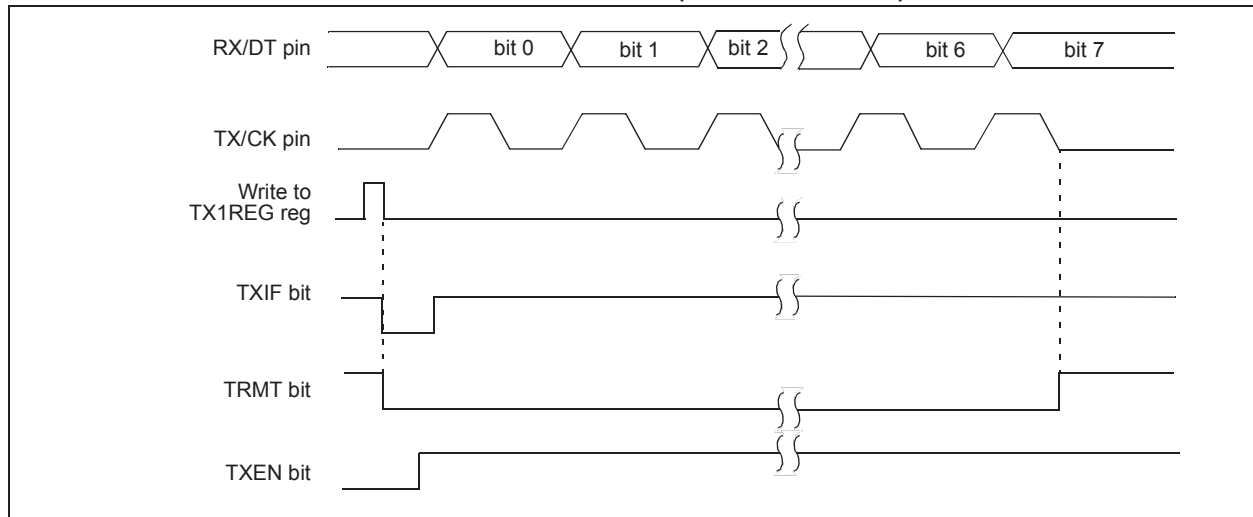 RX/DT pin
bit 0
bit 1
bit 2
bit 6
bit 7
TX/CK pin
Write to
TX1REG reg
TXIF bit
TRMT bit
TXEN bit